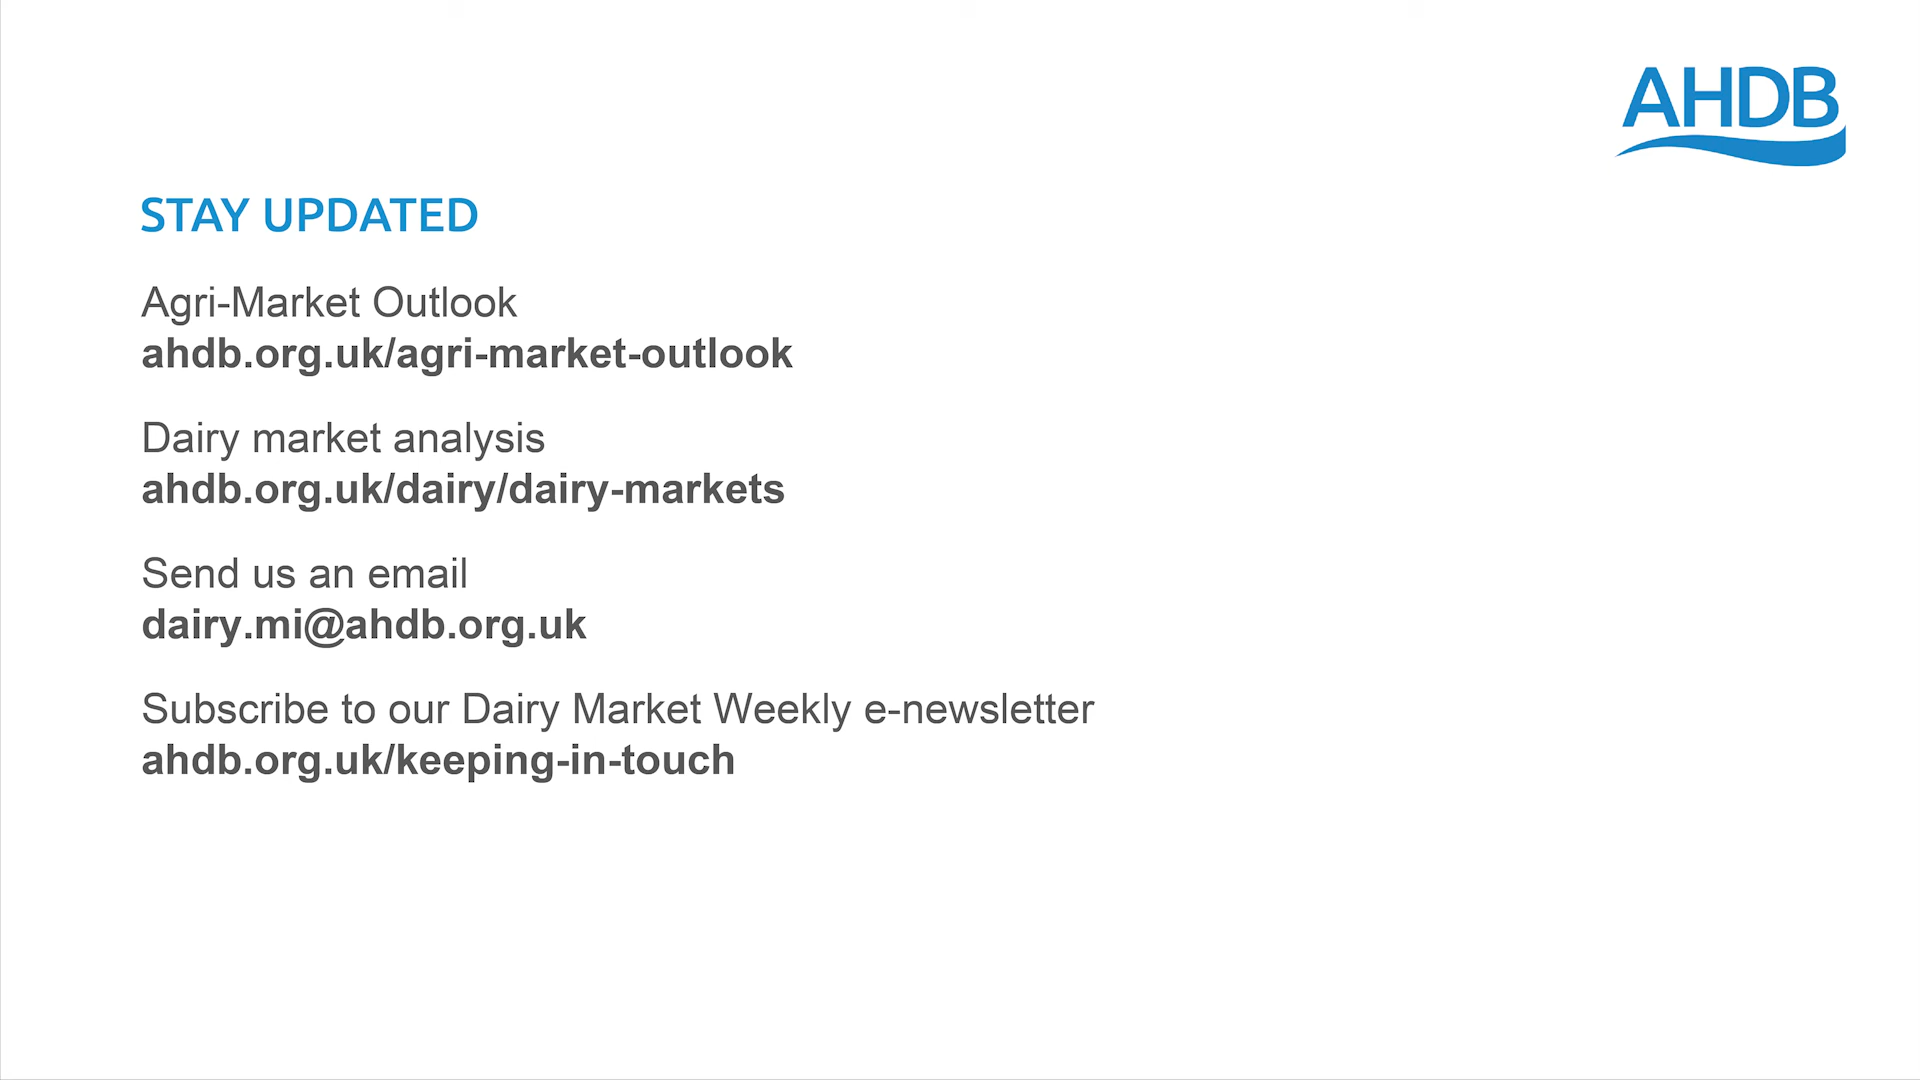 AHDB
STAY UPDATED
Agri-Market Outlook
ahdb.org.uk/agri-market-outlook
Dairy market analysis
ahdb.org.uk/dairy/dairy-markets
Send us an email
dairy.mi@ahdb.org.uk
Subscribe to our Dairy Market Weekly e-newsletter
ahdb.org.uk/keeping-in-touch